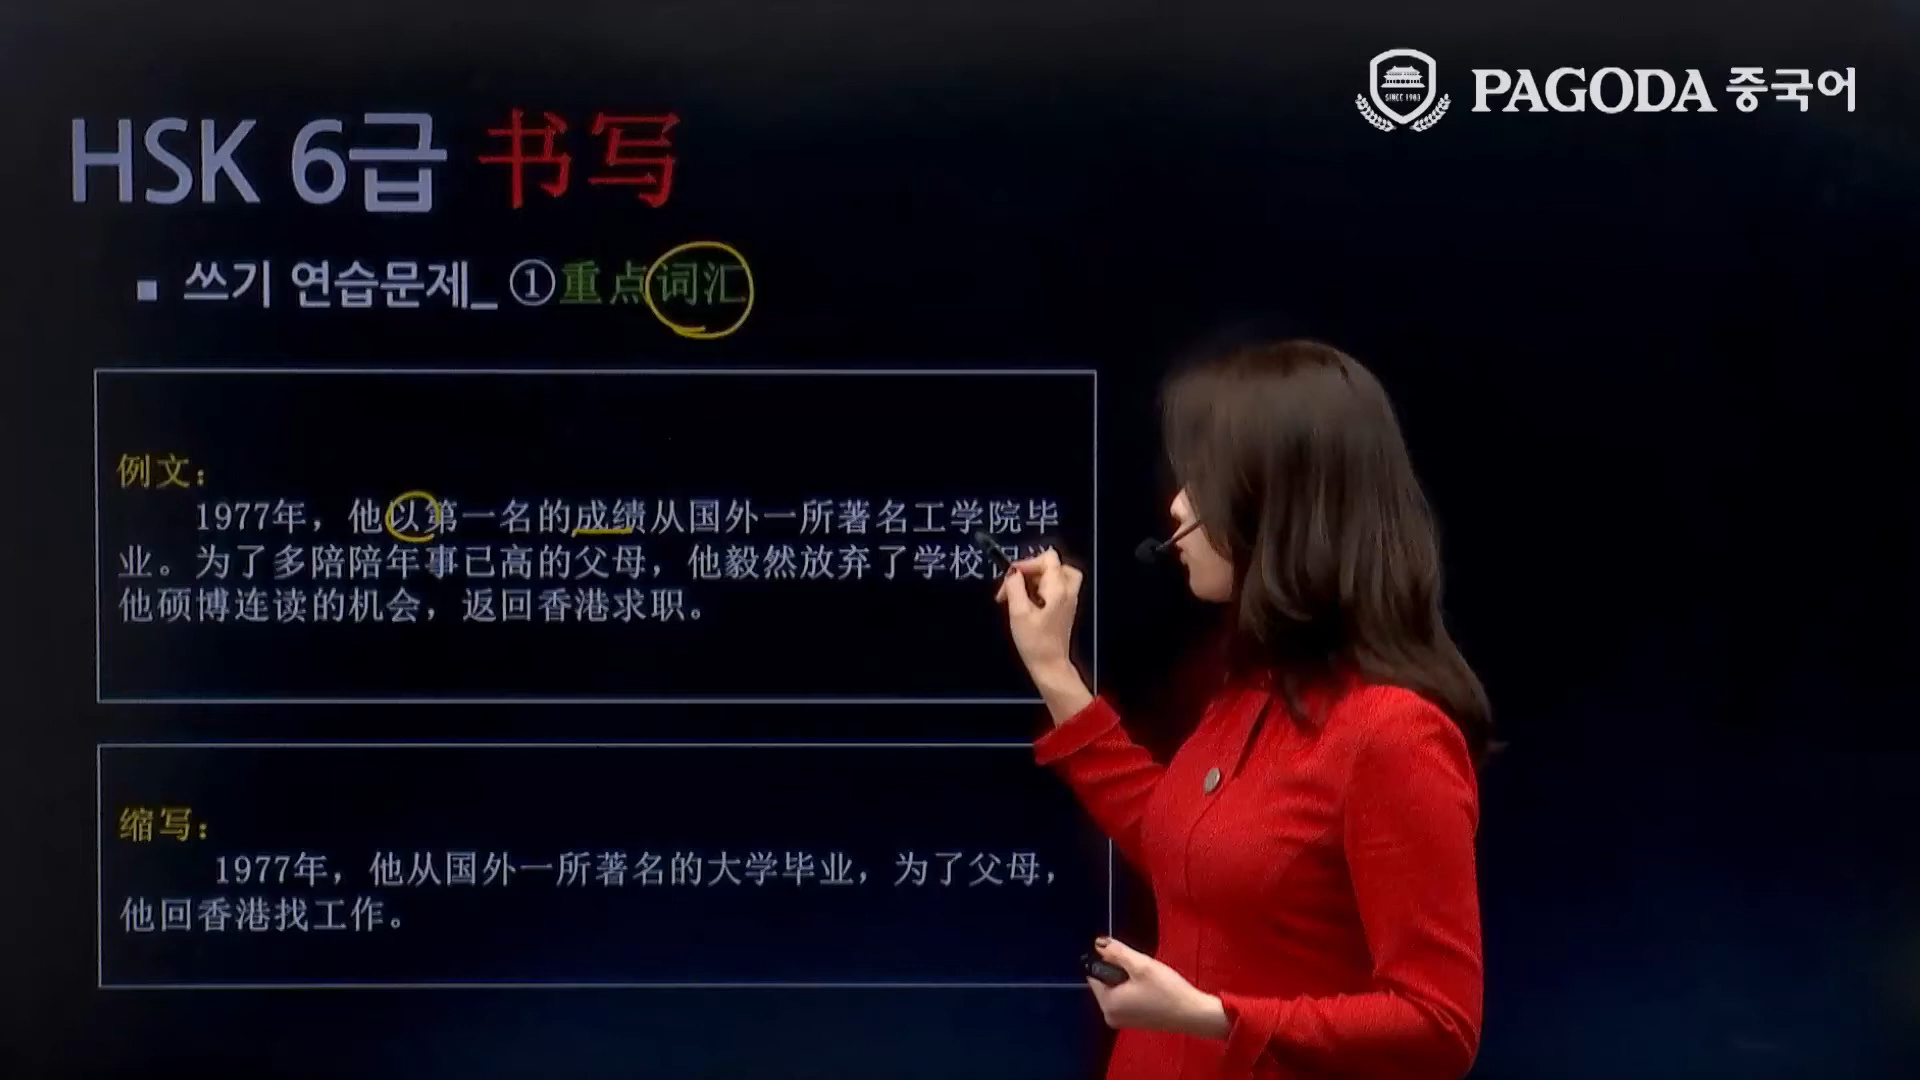 SINCE 1983
PAGODA 중국어
HSK 6급 书写
▪ 쓰기 연습문제_ ①重点词汇
例文：
1977年，他以第一名的成绩从国外一所著名工学院毕
业。为了多陪陪年事已高的父母，他毅然放弃了学校
他硕博连读的机会，返回香港求职。
缩写：
1977年，他从国外一所著名的大学毕业，为了父母，
他回香港找工作。